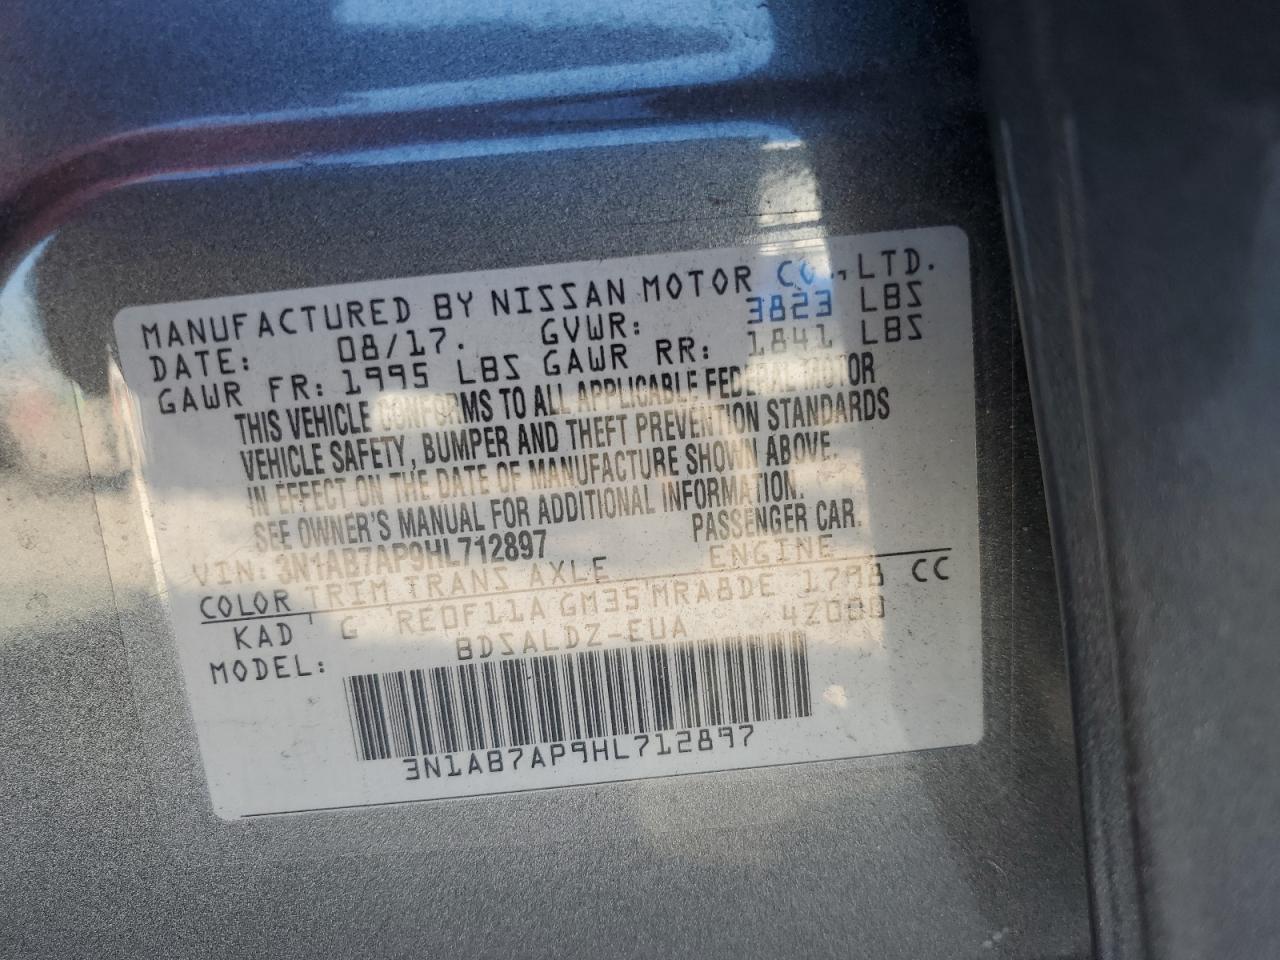 MANUFACTURED BY NISSAN MOTOR CO., LTD.
DATE: 08/17. GVWR: 3823 LBS
GAWR FR: 1995 LBS GAWR RR: 1841 LBS
THIS VEHICLE CONFORMS TO ALL APPLICABLE FEDERAL MOTOR
VEHICLE SAFETY, BUMPER AND THEFT PREVENTION STANDARDS
IN EFFECT ON THE DATE OF MANUFACTURE SHOWN ABOVE.
SEE OWNER'S MANUAL FOR ADDITIONAL INFORMATION.
VIN: 3N1AB7AP9HL712897 PASSENGER CAR.
COLOR TRIM TRANS AXLE ENGINE
KAD G RE0F11A GM35 MRA8DE 1798 CC
MODEL: BDSALDZ-EUA 4Z000
3N1AB7AP9HL712897